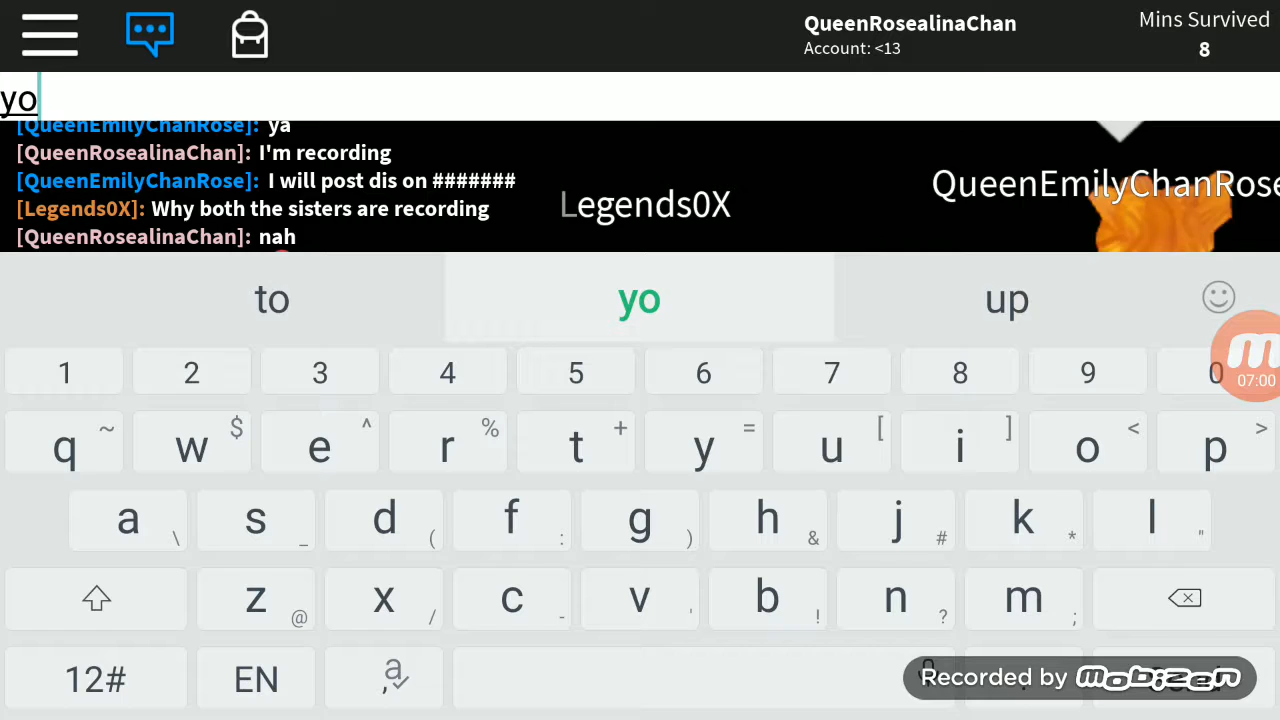 QueenRosealinaChan
Account: <13
Mins Survived
8
yo
[QueenEmilyChanRose]: ya
[QueenRosealinaChan]: I'm recording
[QueenEmilyChanRose]: I will post dis on #######
[Legends0X]: Why both the sisters are recording
[QueenRosealinaChan]: nah
Legends0X
QueenEmilyChanRose
to yo up
1 2 3 4 5 6 7 8 9 0
07:00
q ~ w $ e ^ r % t + y = u [ i ] o < p >
a \ s _ d ( f : g ) h & j # k * l "
z @ x / c - v ' b ! n ? m ;
12# EN , a
Recorded by mobizen